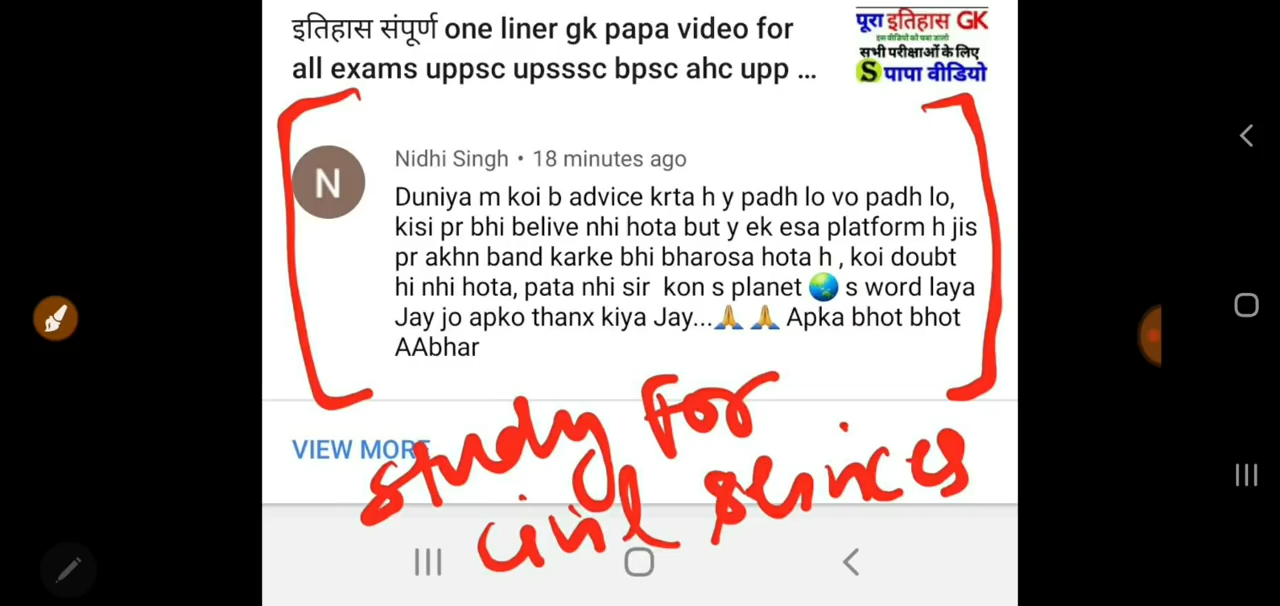 इतिहास संपूर्ण one liner gk papa video for
all exams uppsc upsssc bpsc ahc upp ...
पूरा इतिहास GK
इस वीडियो को चबा डालो
सभी परीक्षाओं के लिए
S पापा वीडियो
N
Nidhi Singh • 18 minutes ago
Duniya m koi b advice krta h y padh lo vo padh lo,
kisi pr bhi belive nhi hota but y ek esa platform h jis
pr akhn band karke bhi bharosa hota h , koi doubt
hi nhi hota, pata nhi sir kon s planet 🌏 s word laya
Jay jo apko thanx kiya Jay...🙏 🙏 Apka bhot bhot
AAbhar
VIEW MORE
study for
civil services